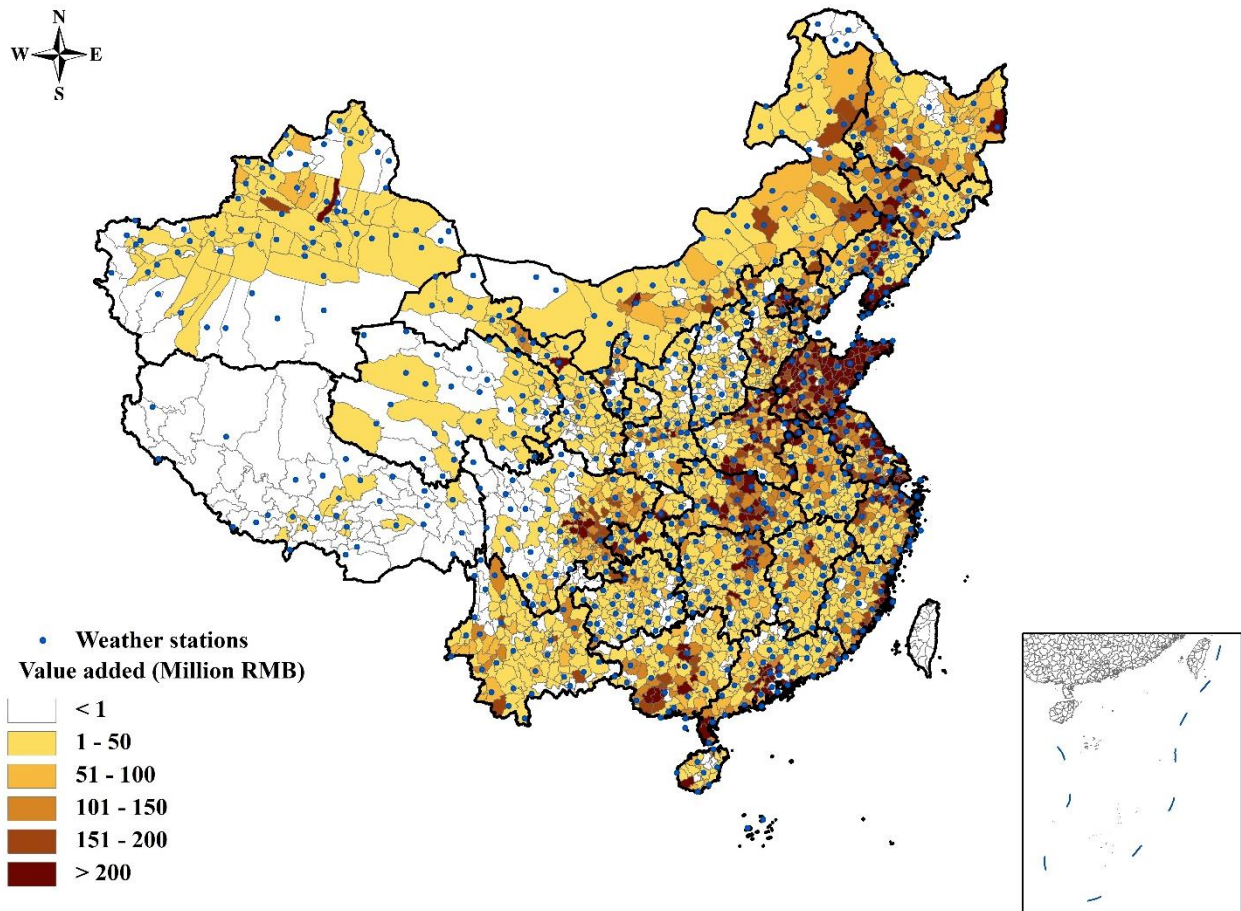 N
W E
S
Weather stations
Value added (Million RMB)
< 1
1 - 50
51 - 100
101 - 150
151 - 200
> 200